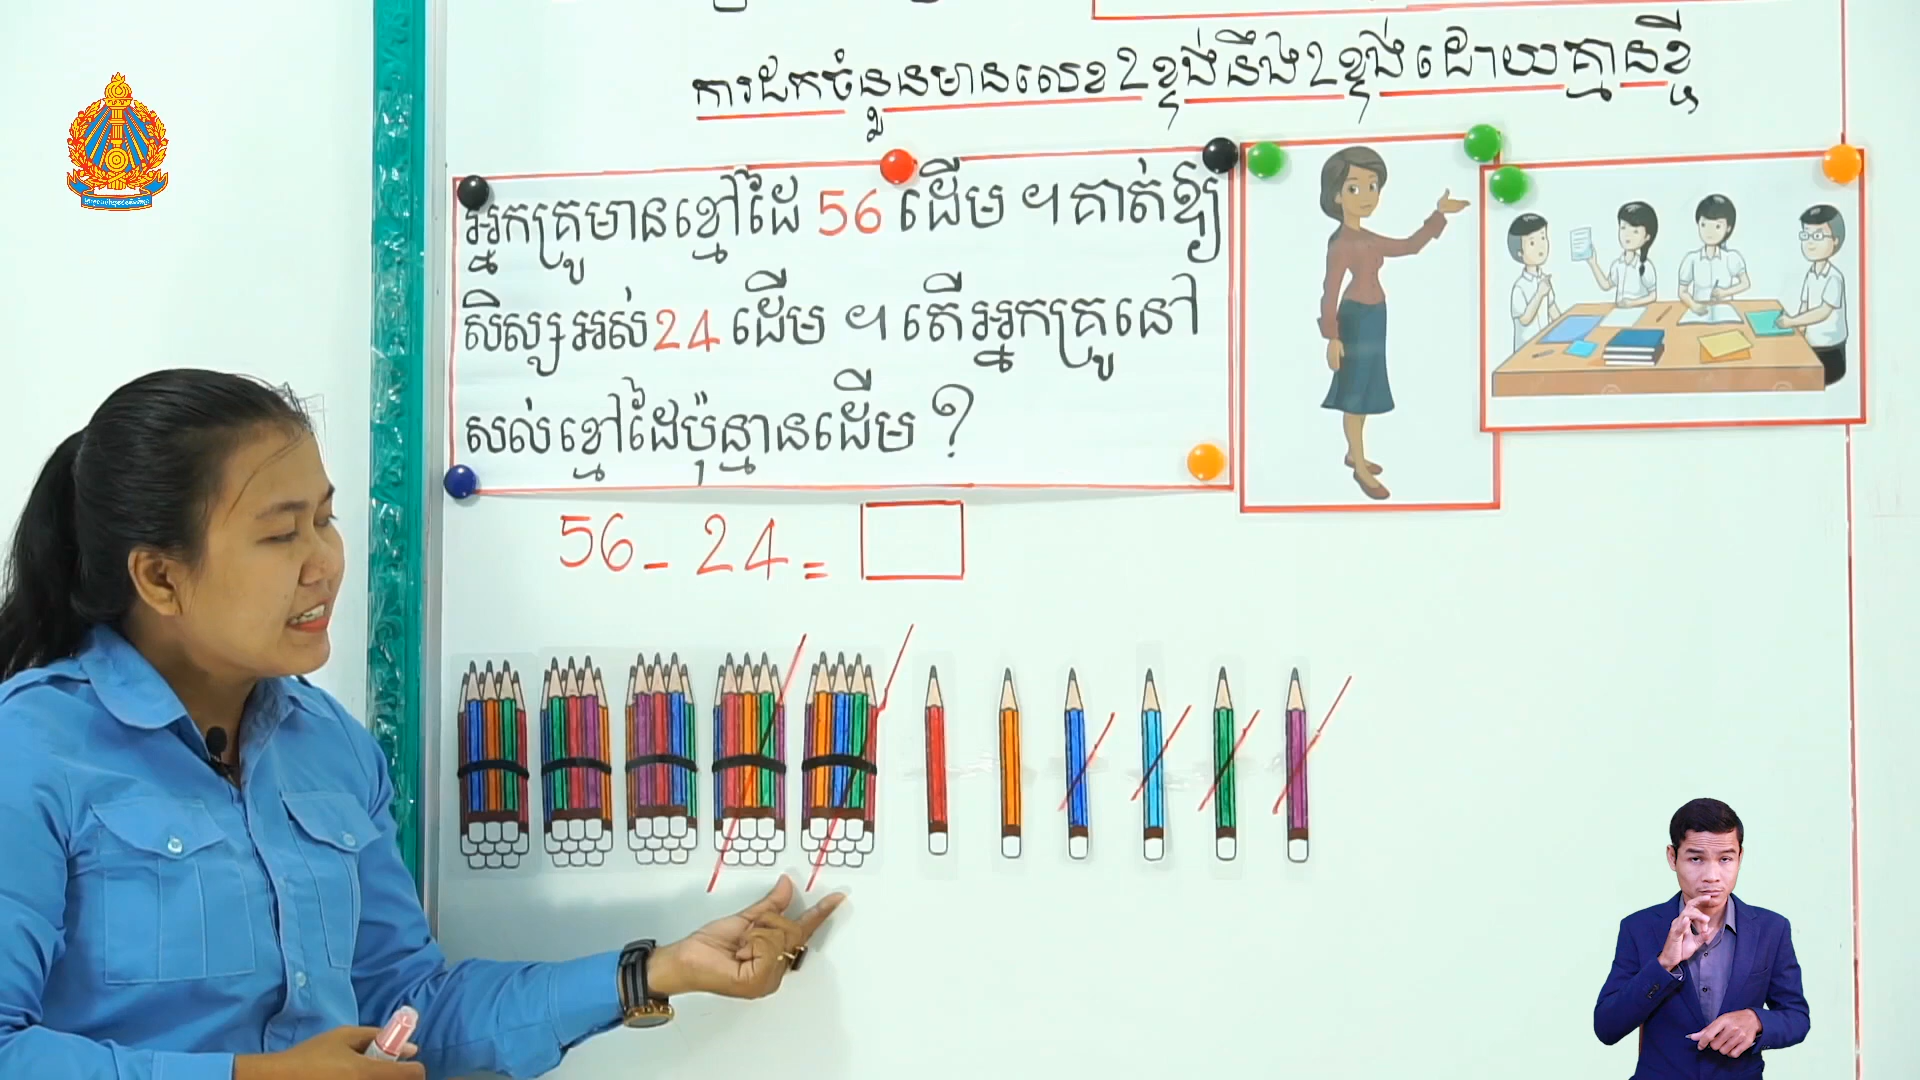 ការដកចំនួនមានលេខ2ខ្ទង់នឹង2ខ្ទង់ដោយគ្មានខ្ចី
អ្នកគ្រូមានខ្មៅដៃ 56 ដើម ។ គាត់ឱ្យ
សិស្សអស់ 24 ដើម ។ តើអ្នកគ្រូនៅ
សល់ខ្មៅដៃប៉ុន្មានដើម ?
56 - 24 =